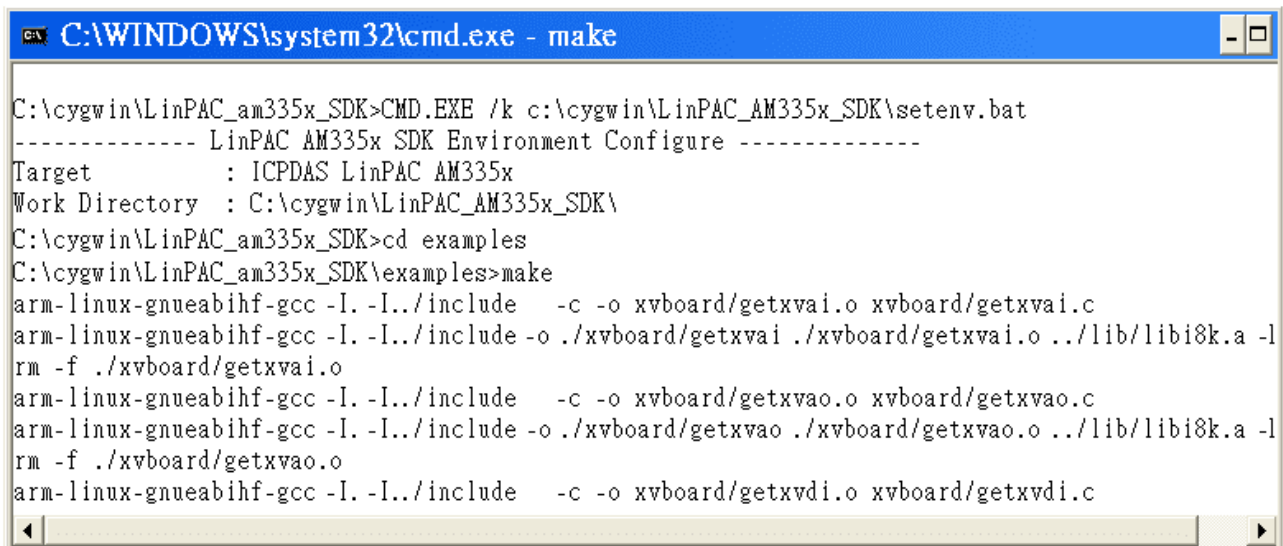 C:\WINDOWS\system32\cmd.exe - make
C:\cygwin\LinPAC_am335x_SDK>CMD.EXE /k c:\cygwin\LinPAC_AM335x_SDK\setenv.bat
-------------- LinPAC AM335x SDK Environment Configure --------------
Target : ICPDAS LinPAC AM335x
Work Directory : C:\cygwin\LinPAC_AM335x_SDK\
C:\cygwin\LinPAC_am335x_SDK>cd examples
C:\cygwin\LinPAC_am335x_SDK\examples>make
arm-linux-gnueabihf-gcc -I. -I../include -c -o xvboard/getxvai.o xvboard/getxvai.c
arm-linux-gnueabihf-gcc -I. -I../include -o ./xvboard/getxvai ./xvboard/getxvai.o ../lib/libi8k.a -l
rm -f ./xvboard/getxvai.o
arm-linux-gnueabihf-gcc -I. -I../include -c -o xvboard/getxvao.o xvboard/getxvao.c
arm-linux-gnueabihf-gcc -I. -I../include -o ./xvboard/getxvao ./xvboard/getxvao.o ../lib/libi8k.a -l
rm -f ./xvboard/getxvao.o
arm-linux-gnueabihf-gcc -I. -I../include -c -o xvboard/getxvdi.o xvboard/getxvdi.c